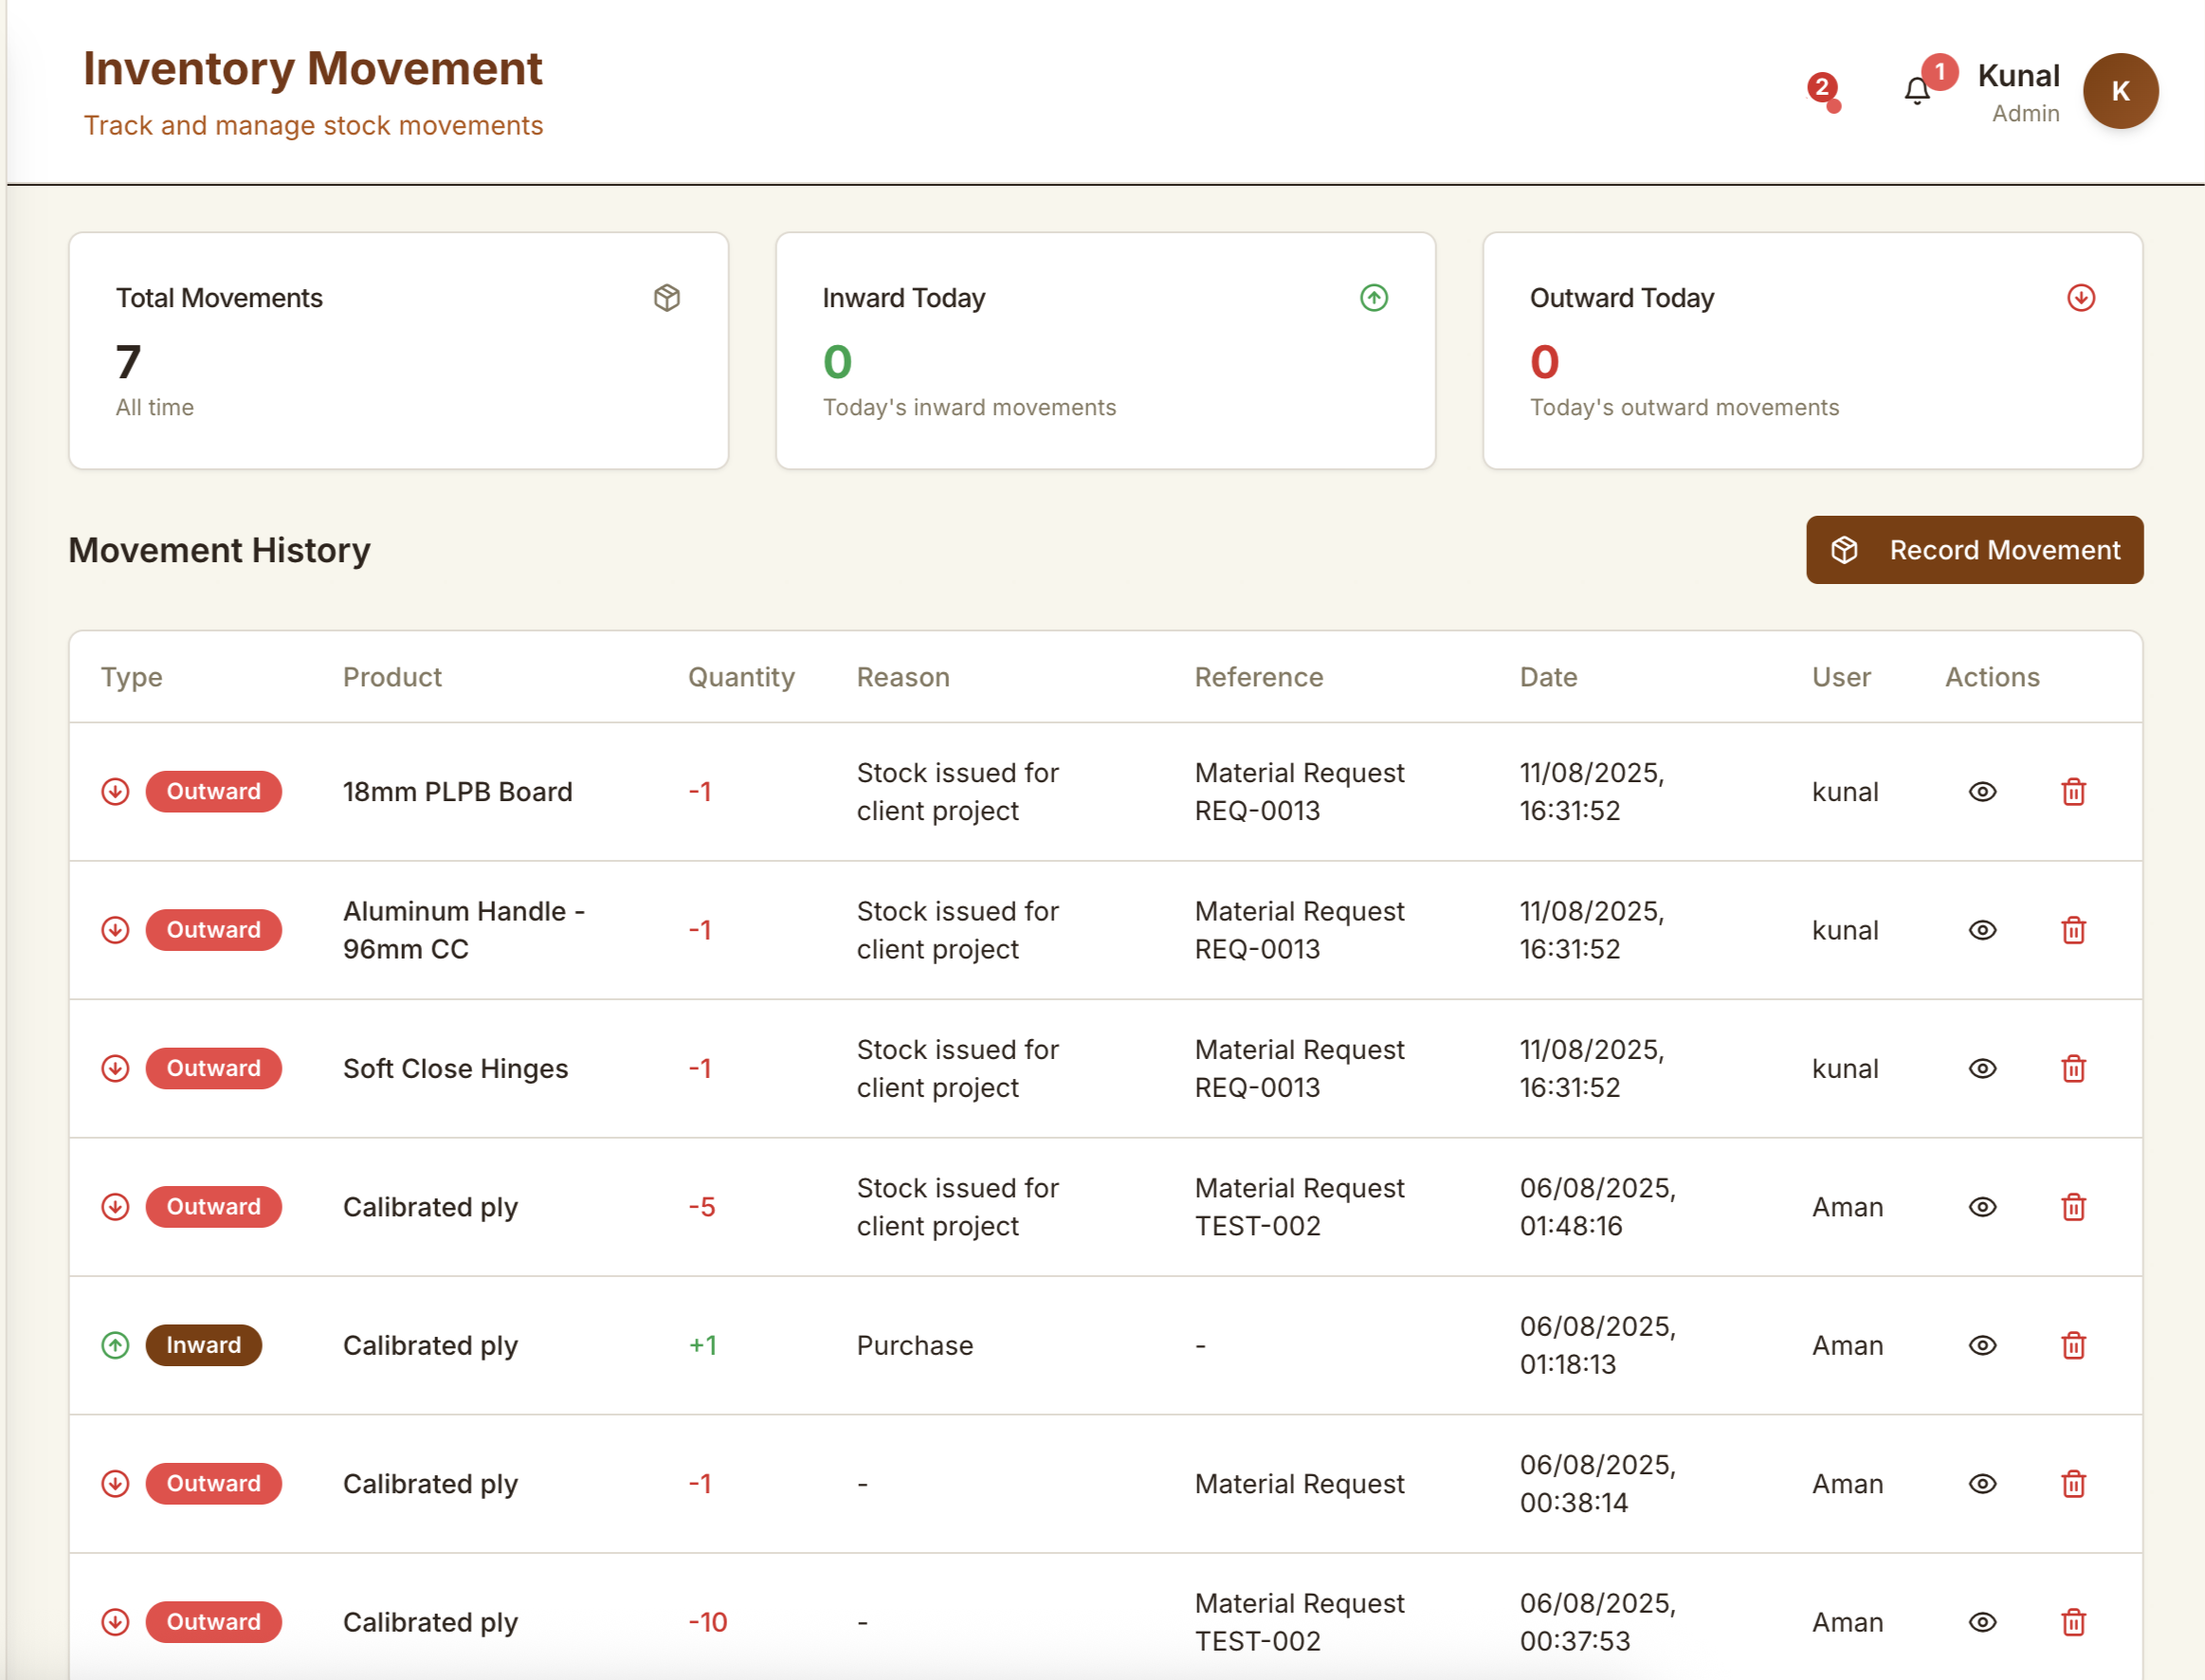 Inventory Movement
Track and manage stock movements
2
1
Kunal
Admin
K
Total Movements
7
All time
Inward Today
0
Today's inward movements
Outward Today
0
Today's outward movements
Movement History
Record Movement
Type Product Quantity Reason Reference Date User Actions
Outward 18mm PLPB Board -1 Stock issued for client project Material Request REQ-0013 11/08/2025, 16:31:52 kunal
Outward Aluminum Handle - 96mm CC -1 Stock issued for client project Material Request REQ-0013 11/08/2025, 16:31:52 kunal
Outward Soft Close Hinges -1 Stock issued for client project Material Request REQ-0013 11/08/2025, 16:31:52 kunal
Outward Calibrated ply -5 Stock issued for client project Material Request TEST-002 06/08/2025, 01:48:16 Aman
Inward Calibrated ply +1 Purchase - 06/08/2025, 01:18:13 Aman
Outward Calibrated ply -1 - Material Request 06/08/2025, 00:38:14 Aman
Outward Calibrated ply -10 - Material Request TEST-002 06/08/2025, 00:37:53 Aman